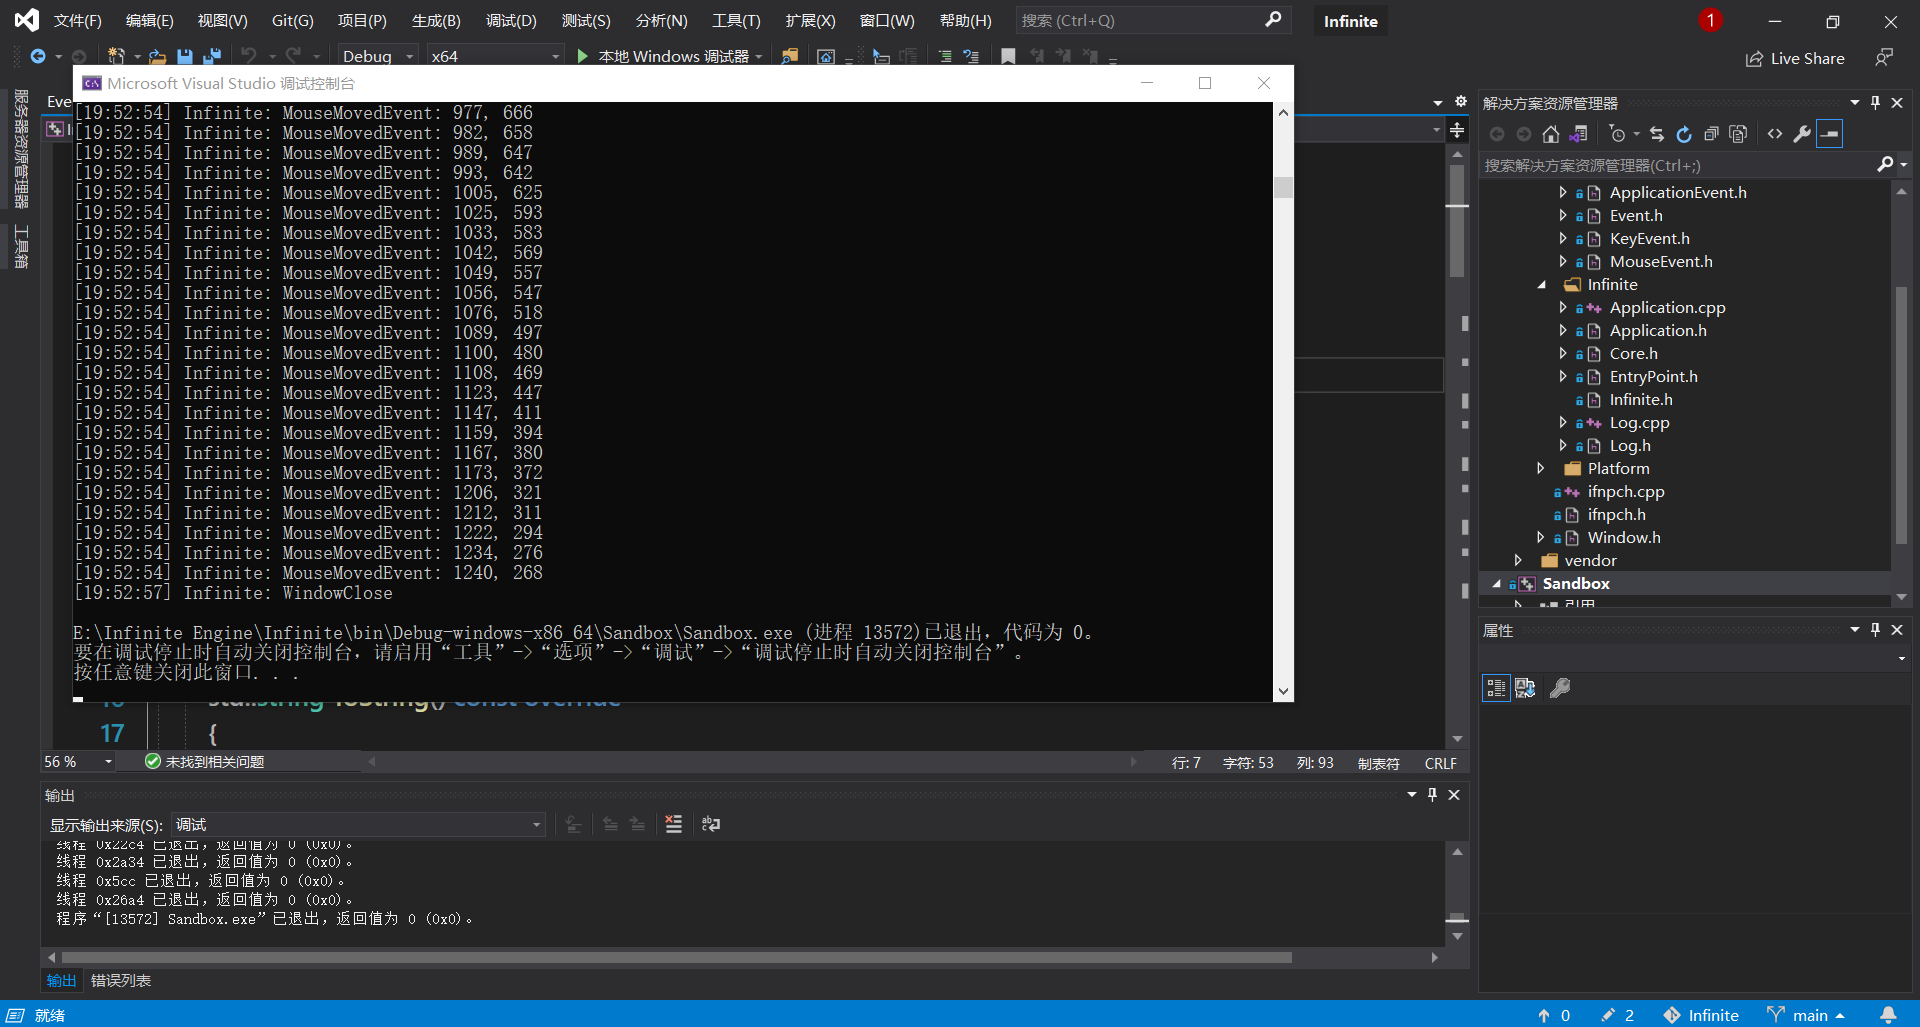 文件(F) 编辑(E) 视图(V) Git(G) 项目(P) 生成(B) 调试(D) 测试(S) 分析(N) 工具(T) 扩展(X) 窗口(W) 帮助(H) 搜索 (Ctrl+Q) Infinite 1
Debug x64 本地 Windows 调试器 Live Share
服务器资源管理器
工具箱
Microsoft Visual Studio 调试控制台
Eve
[19:52:54] Infinite: MouseMovedEvent: 977, 666
[19:52:54] Infinite: MouseMovedEvent: 982, 658
[19:52:54] Infinite: MouseMovedEvent: 989, 647
[19:52:54] Infinite: MouseMovedEvent: 993, 642
[19:52:54] Infinite: MouseMovedEvent: 1005, 625
[19:52:54] Infinite: MouseMovedEvent: 1025, 593
[19:52:54] Infinite: MouseMovedEvent: 1033, 583
[19:52:54] Infinite: MouseMovedEvent: 1042, 569
[19:52:54] Infinite: MouseMovedEvent: 1049, 557
[19:52:54] Infinite: MouseMovedEvent: 1056, 547
[19:52:54] Infinite: MouseMovedEvent: 1076, 518
[19:52:54] Infinite: MouseMovedEvent: 1089, 497
[19:52:54] Infinite: MouseMovedEvent: 1100, 480
[19:52:54] Infinite: MouseMovedEvent: 1108, 469
[19:52:54] Infinite: MouseMovedEvent: 1123, 447
[19:52:54] Infinite: MouseMovedEvent: 1147, 411
[19:52:54] Infinite: MouseMovedEvent: 1159, 394
[19:52:54] Infinite: MouseMovedEvent: 1167, 380
[19:52:54] Infinite: MouseMovedEvent: 1173, 372
[19:52:54] Infinite: MouseMovedEvent: 1206, 321
[19:52:54] Infinite: MouseMovedEvent: 1212, 311
[19:52:54] Infinite: MouseMovedEvent: 1222, 294
[19:52:54] Infinite: MouseMovedEvent: 1234, 276
[19:52:54] Infinite: MouseMovedEvent: 1240, 268
[19:52:57] Infinite: WindowClose
E:\Infinite Engine\Infinite\bin\Debug-windows-x86_64\Sandbox\Sandbox.exe (进程 13572)已退出，代码为 0。
要在调试停止时自动关闭控制台，请启用“工具”->“选项”->“调试”->“调试停止时自动关闭控制台”。
按任意键关闭此窗口. . .
17 {
56 % 未找到相关问题 行: 7 字符: 53 列: 93 制表符 CRLF
输出
显示输出来源(S): 调试
线程 0x22c4 已退出，返回值为 0 (0x0)。
线程 0x2a34 已退出，返回值为 0 (0x0)。
线程 0x5cc 已退出，返回值为 0 (0x0)。
线程 0x26a4 已退出，返回值为 0 (0x0)。
程序“[13572] Sandbox.exe”已退出，返回值为 0 (0x0)。
输出 错误列表
解决方案资源管理器
搜索解决方案资源管理器(Ctrl+;)
ApplicationEvent.h
Event.h
KeyEvent.h
MouseEvent.h
Infinite
Application.cpp
Application.h
Core.h
EntryPoint.h
Infinite.h
Log.cpp
Log.h
Platform
ifnpch.cpp
ifnpch.h
Window.h
vendor
Sandbox
引用
属性
就绪 0 2 Infinite main